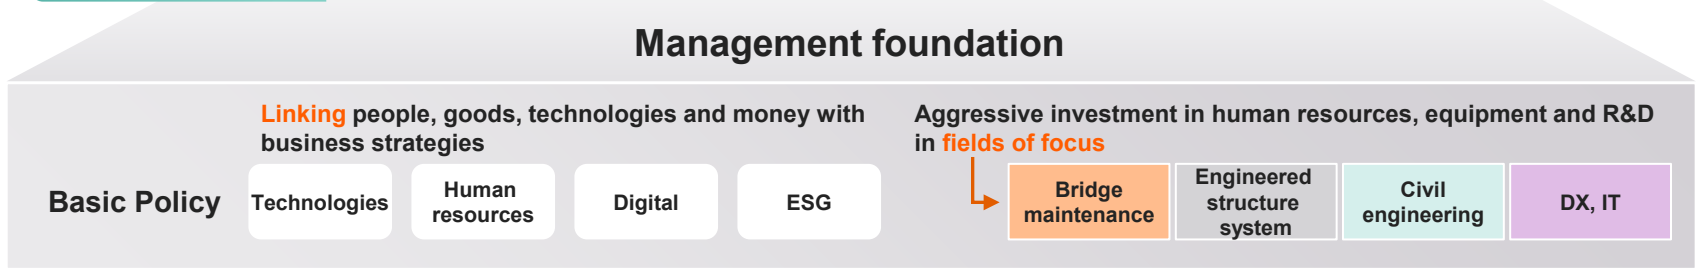 Management foundation
Linking people, goods, technologies and money with
business strategies
Aggressive investment in human resources, equipment and R&D
in fields of focus
Basic Policy
Technologies
Human
resources
Digital
ESG
Bridge
maintenance
Engineered
structure
system
Civil
engineering
DX, IT